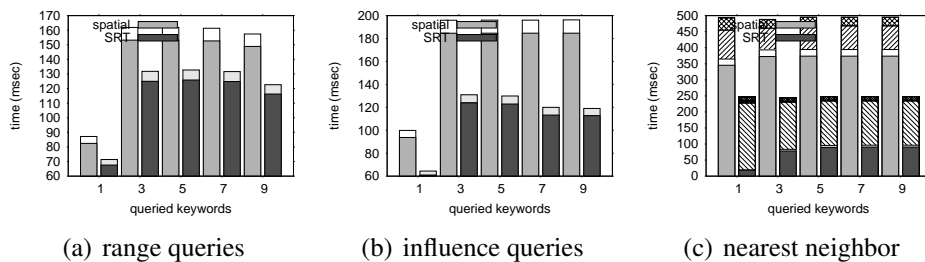 170
160
150
140
130
120
110
100
90
80
70
60
time (msec)
spatial
SRT
1 3 5 7 9
queried keywords
(a) range queries
200
180
160
140
120
100
80
60
time (msec)
spatial
SRT
1 3 5 7 9
queried keywords
(b) influence queries
500
450
400
350
300
250
200
150
100
50
0
time (msec)
spatial
SRT
1 3 5 7 9
queried keywords
(c) nearest neighbor